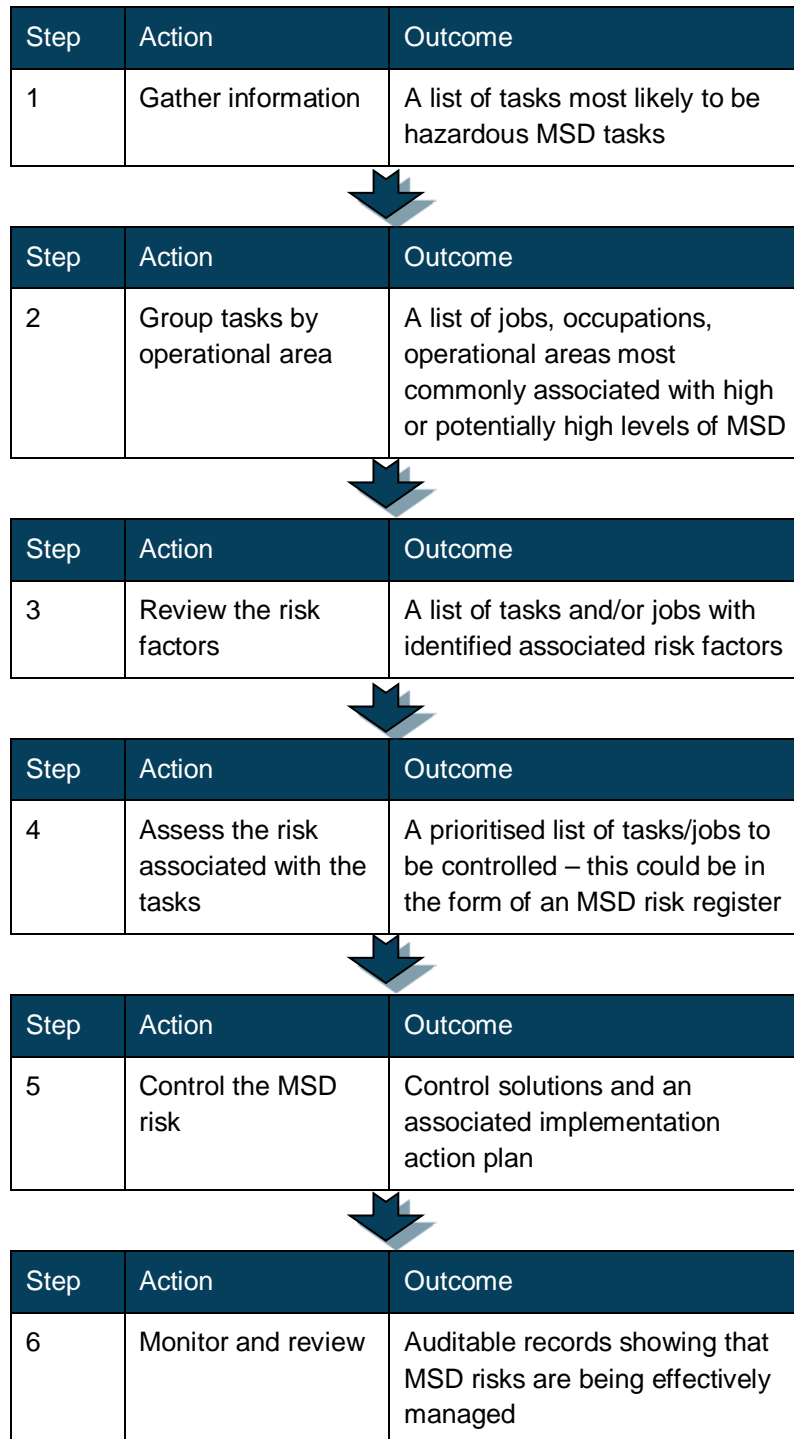 Step Action Outcome
1 Gather information A list of tasks most likely to be
hazardous MSD tasks
Step Action Outcome
2 Group tasks by A list of jobs, occupations,
operational area operational areas most
commonly associated with high
or potentially high levels of MSD
Step Action Outcome
3 Review the risk A list of tasks and/or jobs with
factors identified associated risk factors
Step Action Outcome
4 Assess the risk A prioritised list of tasks/jobs to
associated with the be controlled – this could be in
tasks the form of an MSD risk register
Step Action Outcome
5 Control the MSD Control solutions and an
risk associated implementation
action plan
Step Action Outcome
6 Monitor and review Auditable records showing that
MSD risks are being effectively
managed